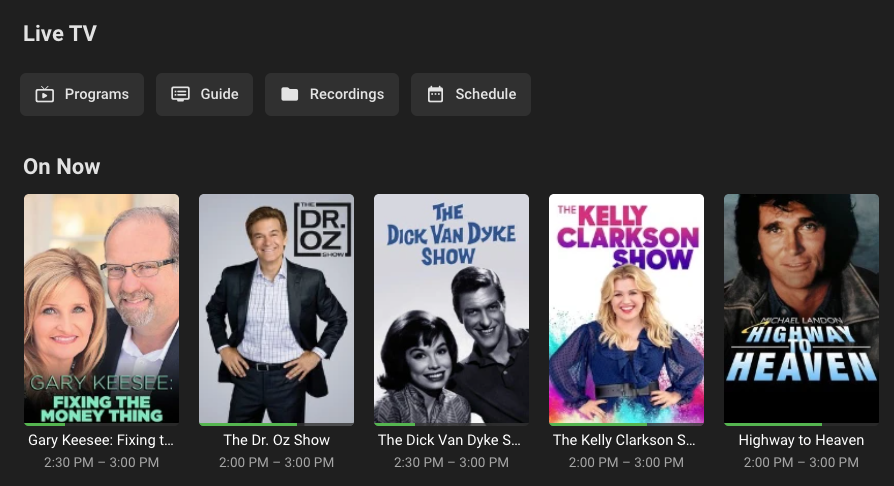 Live TV
Programs
Guide
Recordings
Schedule
On Now
GARY KEESEE:
FIXING THE
MONEY THING
THE
DR.
OZ
SHOW
THE
DICK VAN DYKE
SHOW
THE KELLY
CLARKSON
SHOW
MICHAEL LANDON
HIGHWAY
TO
HEAVEN
Gary Keesee: Fixing t...
The Dr. Oz Show
The Dick Van Dyke S...
The Kelly Clarkson S...
Highway to Heaven
2:30 PM – 3:00 PM
2:00 PM – 3:00 PM
2:30 PM – 3:00 PM
2:00 PM – 3:00 PM
2:00 PM – 3:00 PM